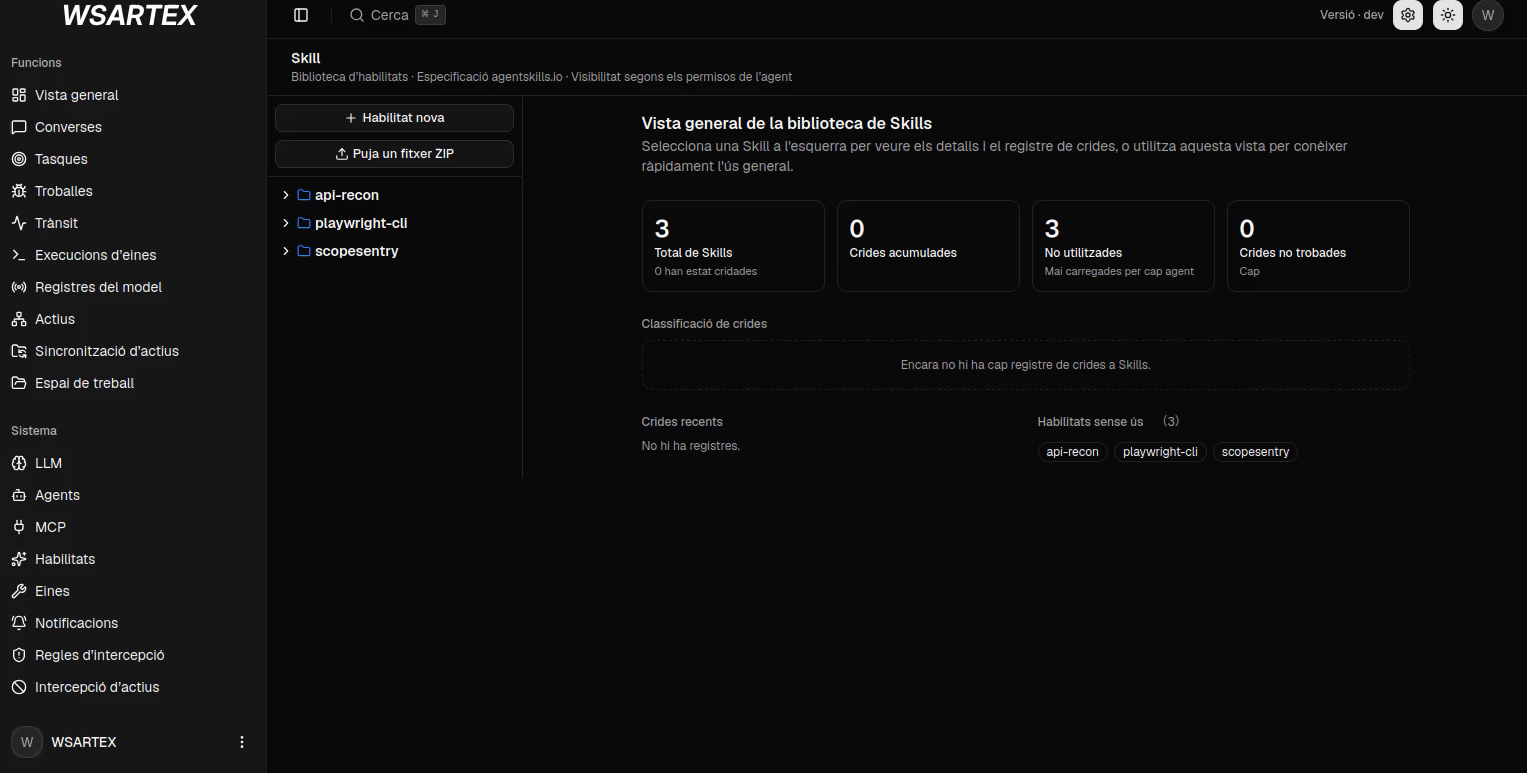 WSARTEX
Cerca
⌘ J
Versió · dev
W
Funcions
Vista general
Converses
Tasques
Troballes
Trànsit
Execucions d'eines
Registres del model
Actius
Sincronització d'actius
Espai de treball
Sistema
LLM
Agents
MCP
Habilitats
Eines
Notificacions
Regles d'intercepció
Intercepció d'actius
W
WSARTEX
Skill
Biblioteca d'habilitats · Especificació agentskills.io · Visibilitat segons els permisos de l'agent
Habilitat nova
Puja un fitxer ZIP
api-recon
playwright-cli
scopesentry
Vista general de la biblioteca de Skills
Selecciona una Skill a l'esquerra per veure els detalls i el registre de crides, o utilitza aquesta vista per conèixer
ràpidament l'ús general.
3
Total de Skills
0 han estat cridades
0
Crides acumulades
3
No utilitzades
Mai carregades per cap agent
0
Crides no trobades
Cap
Classificació de crides
Encara no hi ha cap registre de crides a Skills.
Crides recents
No hi ha registres.
Habilitats sense ús (3)
api-recon playwright-cli scopesentry